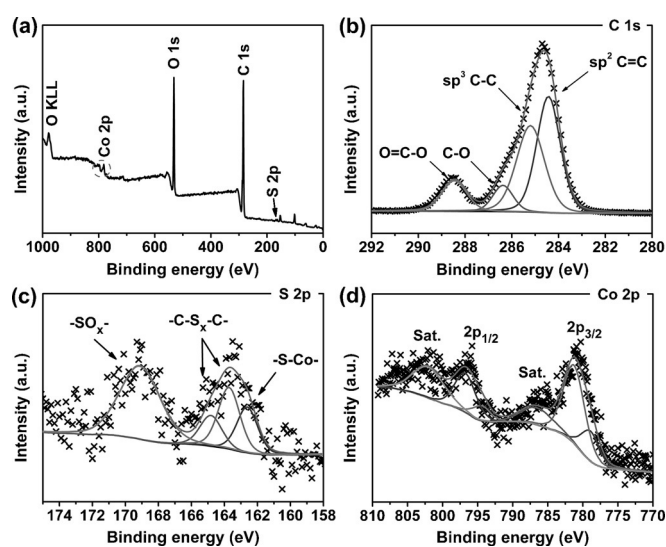 (a)
O KLL
Co 2p
O 1s
C 1s
S 2p
Intensity (a.u.)
1000 800 600 400 200 0
Binding energy (eV)
(b)
C 1s
sp³ C-C
sp² C=C
O=C-O
C-O
Intensity (a.u.)
292 290 288 286 284 282 280
Binding energy (eV)
(c)
S 2p
-SOₓ-
-C-Sₓ-C-
-S-Co-
Intensity (a.u.)
174 172 170 168 166 164 162 160 158
Binding energy (eV)
(d)
Co 2p
Sat.
2p₁/₂
Sat.
2p₃/₂
Intensity (a.u.)
810 805 800 795 790 785 780 775 770
Binding energy (eV)